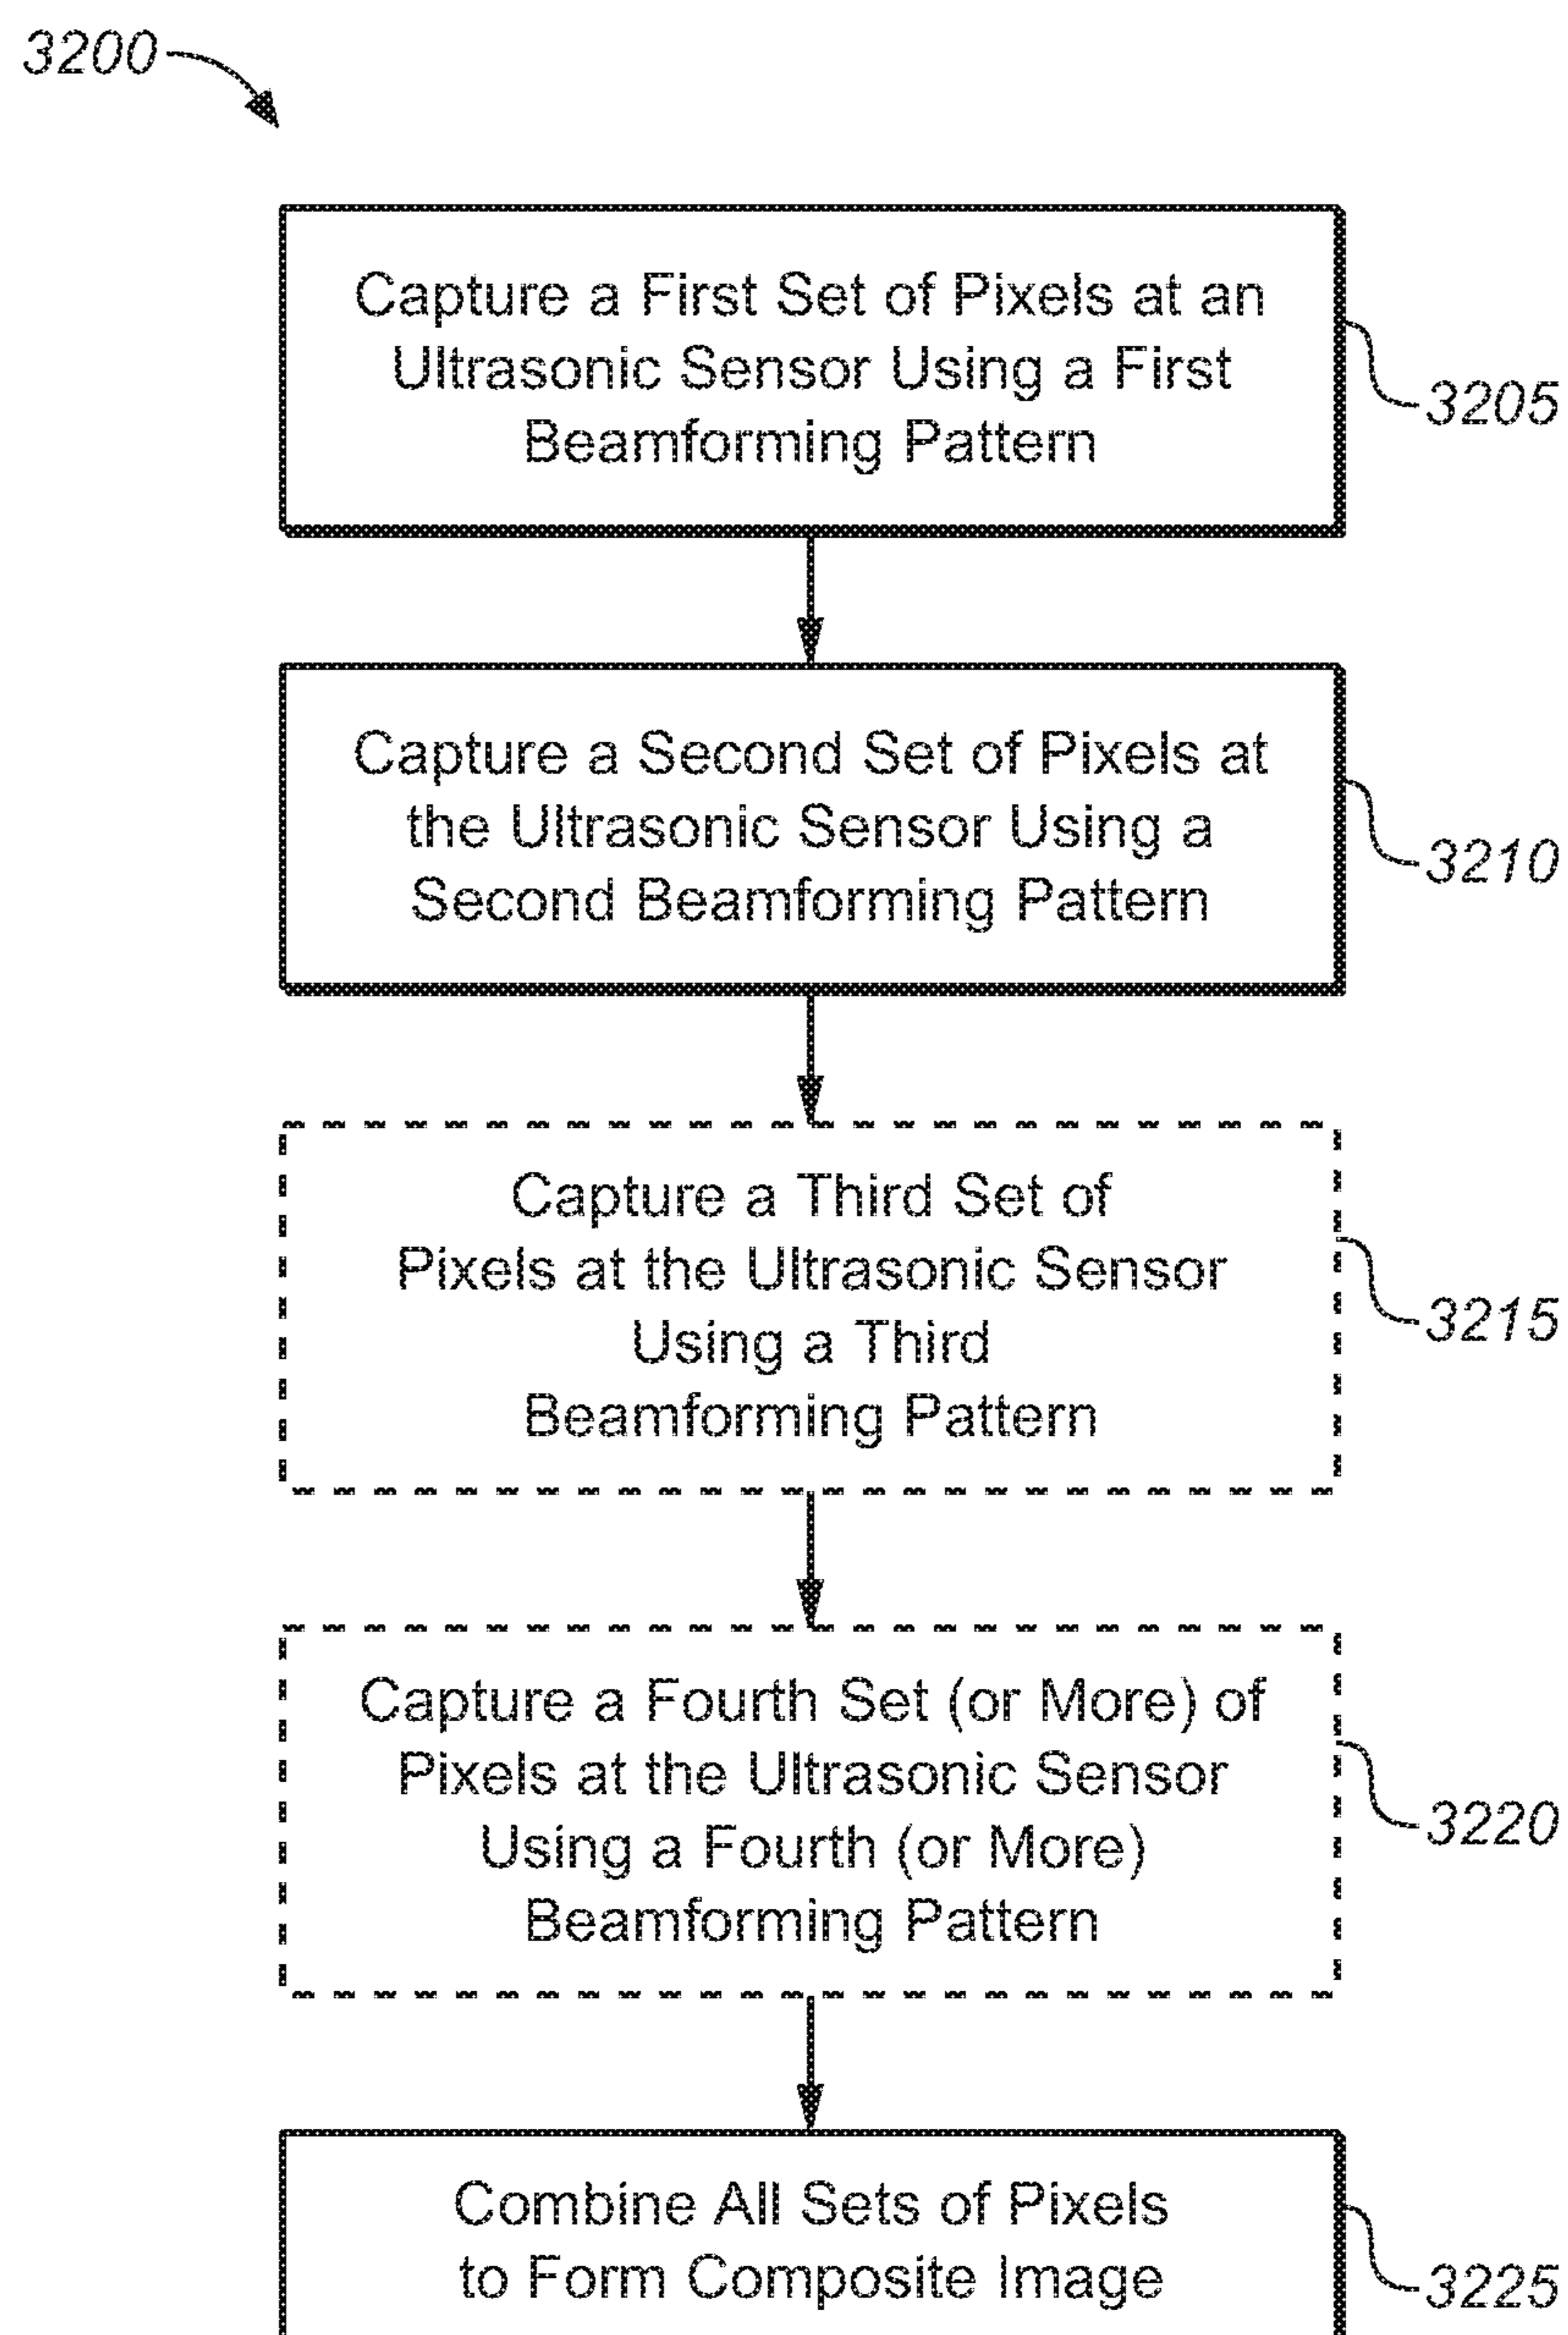 3200
Capture a First Set of Pixels at an
Ultrasonic Sensor Using a First
Beamforming Pattern
3205
Capture a Second Set of Pixels at
the Ultrasonic Sensor Using a
Second Beamforming Pattern
3210
Capture a Third Set of
Pixels at the Ultrasonic Sensor
Using a Third
Beamforming Pattern
3215
Capture a Fourth Set (or More) of
Pixels at the Ultrasonic Sensor
Using a Fourth (or More)
Beamforming Pattern
3220
Combine All Sets of Pixels
to Form Composite Image
3225